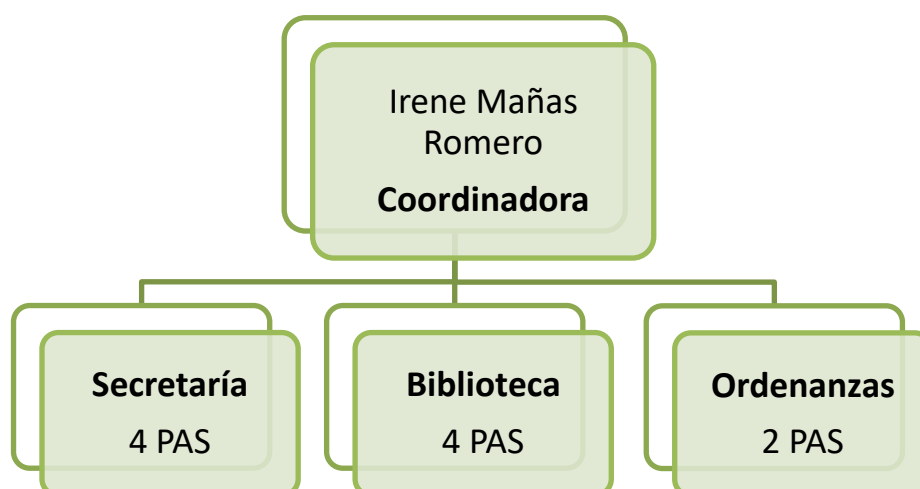 Irene Mañas
Romero
Coordinadora
Secretaría
4 PAS
Biblioteca
4 PAS
Ordenanzas
2 PAS